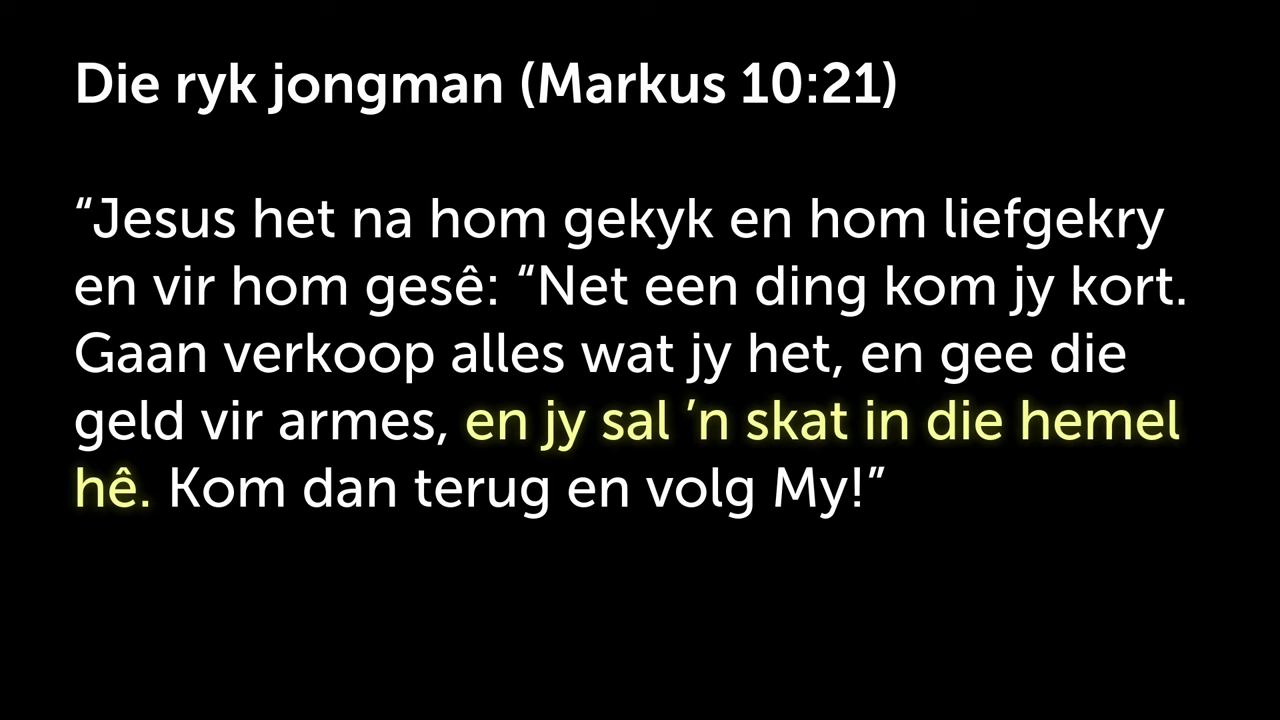 Die ryk jongman (Markus 10:21)
“Jesus het na hom gekyk en hom liefgekry
en vir hom gesê: “Net een ding kom jy kort.
Gaan verkoop alles wat jy het, en gee die
geld vir armes, en jy sal ’n skat in die hemel
hê. Kom dan terug en volg My!”